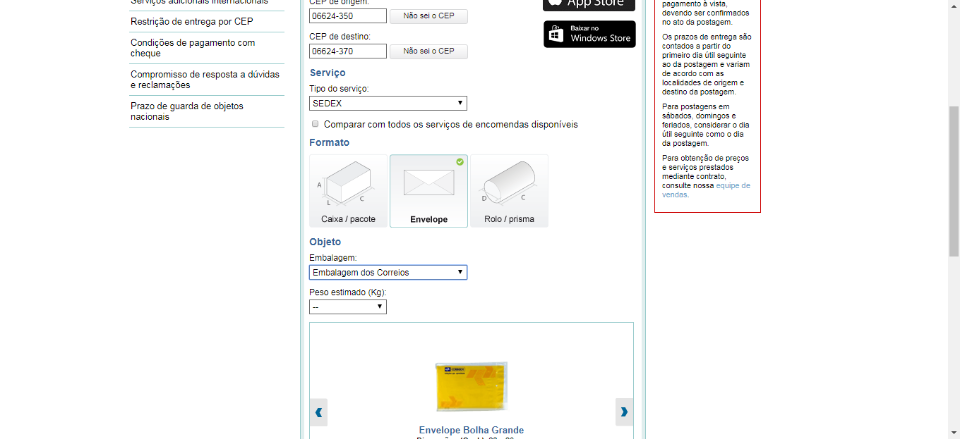 Serviços adicionais internacionais
Restrição de entrega por CEP
Condições de pagamento com
cheque
Compromisso de resposta a dúvidas
e reclamações
Prazo de guarda de objetos
nacionais
CEP de origem:
06624-350
Não sei o CEP
CEP de destino:
06624-370
Não sei o CEP
Serviço
Tipo do serviço:
SEDEX
Comparar com todos os serviços de encomendas disponíveis
Formato
A
L
C
Caixa / pacote
Envelope
D
C
Rolo / prisma
Objeto
Embalagem:
Embalagem dos Correios
Peso estimado (Kg):
--
Envelope Bolha Grande
App Store
Baixar no
Windows Store
pagamento à vista,
devendo ser confirmados
no ato da postagem.
Os prazos de entrega são
contados a partir do
primeiro dia útil seguinte
ao da postagem e variam
de acordo com as
localidades de origem e
destino da postagem.
Para postagens em
sábados, domingos e
feriados, considerar o dia
útil seguinte como o dia
da postagem.
Para obtenção de preços
e serviços prestados
mediante contrato,
consulte nossa equipe de
vendas.